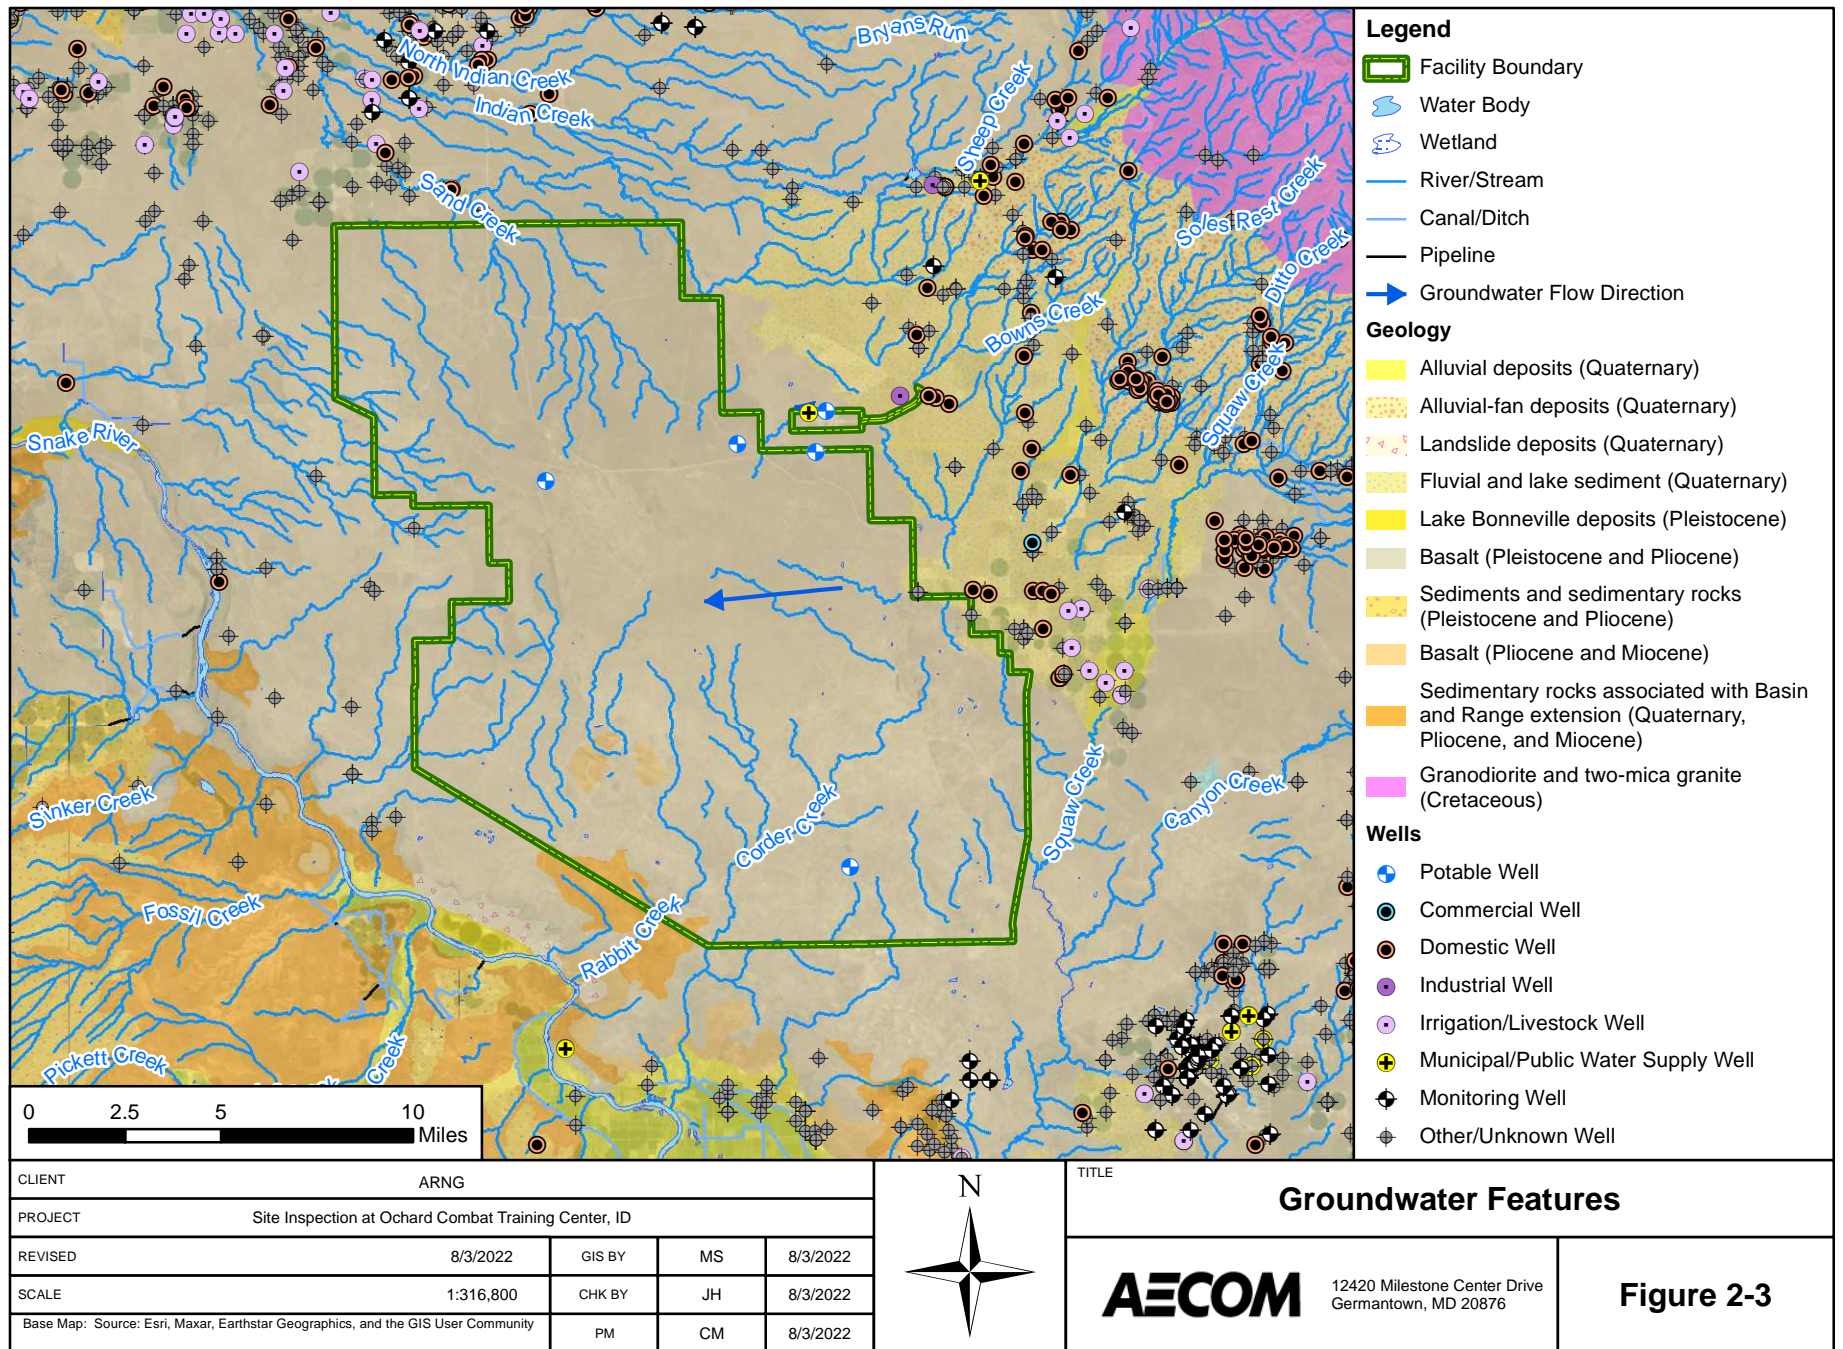 Bryans Run
North Indian Creek
Indian Creek
Sheep Creek
Sand Creek
Soles Rest Creek
Ditto Creek
Bowns Creek
Squaw Creek
Snake River
Sinker Creek
Corder Creek
Squaw Creek
Canyon Creek
Fossil Creek
Rabbit Creek
Pickett Creek
Creek
0 2.5 5 10
Miles
Legend
Facility Boundary
Water Body
Wetland
River/Stream
Canal/Ditch
Pipeline
Groundwater Flow Direction
Geology
Alluvial deposits (Quaternary)
Alluvial-fan deposits (Quaternary)
Landslide deposits (Quaternary)
Fluvial and lake sediment (Quaternary)
Lake Bonneville deposits (Pleistocene)
Basalt (Pleistocene and Pliocene)
Sediments and sedimentary rocks
(Pleistocene and Pliocene)
Basalt (Pliocene and Miocene)
Sedimentary rocks associated with Basin
and Range extension (Quaternary,
Pliocene, and Miocene)
Granodiorite and two-mica granite
(Cretaceous)
Wells
Potable Well
Commercial Well
Domestic Well
Industrial Well
Irrigation/Livestock Well
Municipal/Public Water Supply Well
Monitoring Well
Other/Unknown Well
CLIENT ARNG
PROJECT Site Inspection at Ochard Combat Training Center, ID
REVISED 8/3/2022 GIS BY MS 8/3/2022
SCALE 1:316,800 CHK BY JH 8/3/2022
Base Map: Source: Esri, Maxar, Earthstar Geographics, and the GIS User Community
PM CM 8/3/2022
N
TITLE
Groundwater Features
AECOM
12420 Milestone Center Drive
Germantown, MD 20876
Figure 2-3